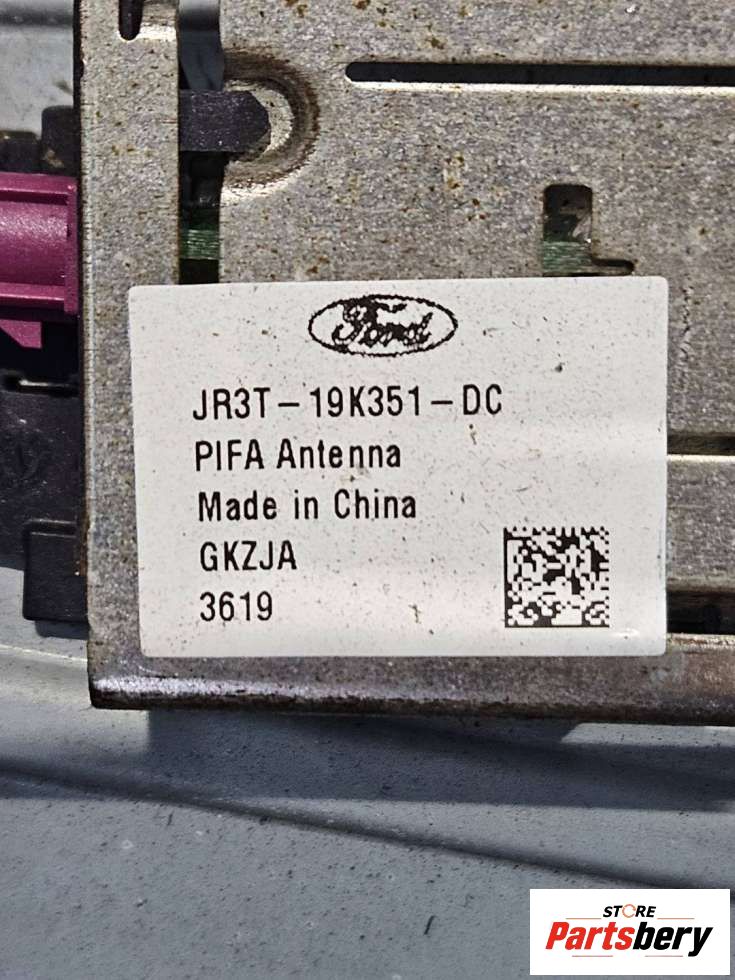 Ford
JR3T-19K351-DC
PIFA Antenna
Made in China
GKZJA
3619
STORE
Partsbery